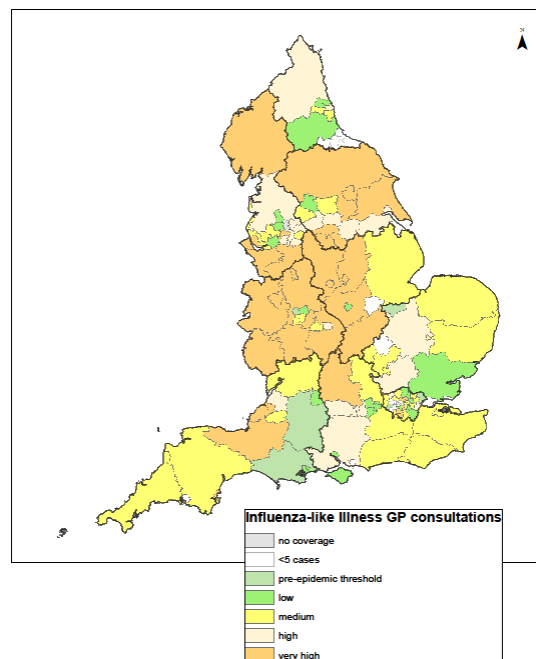 N
Influenza-like Illness GP consultations
no coverage
<5 cases
pre-epidemic threshold
low
medium
high
very high